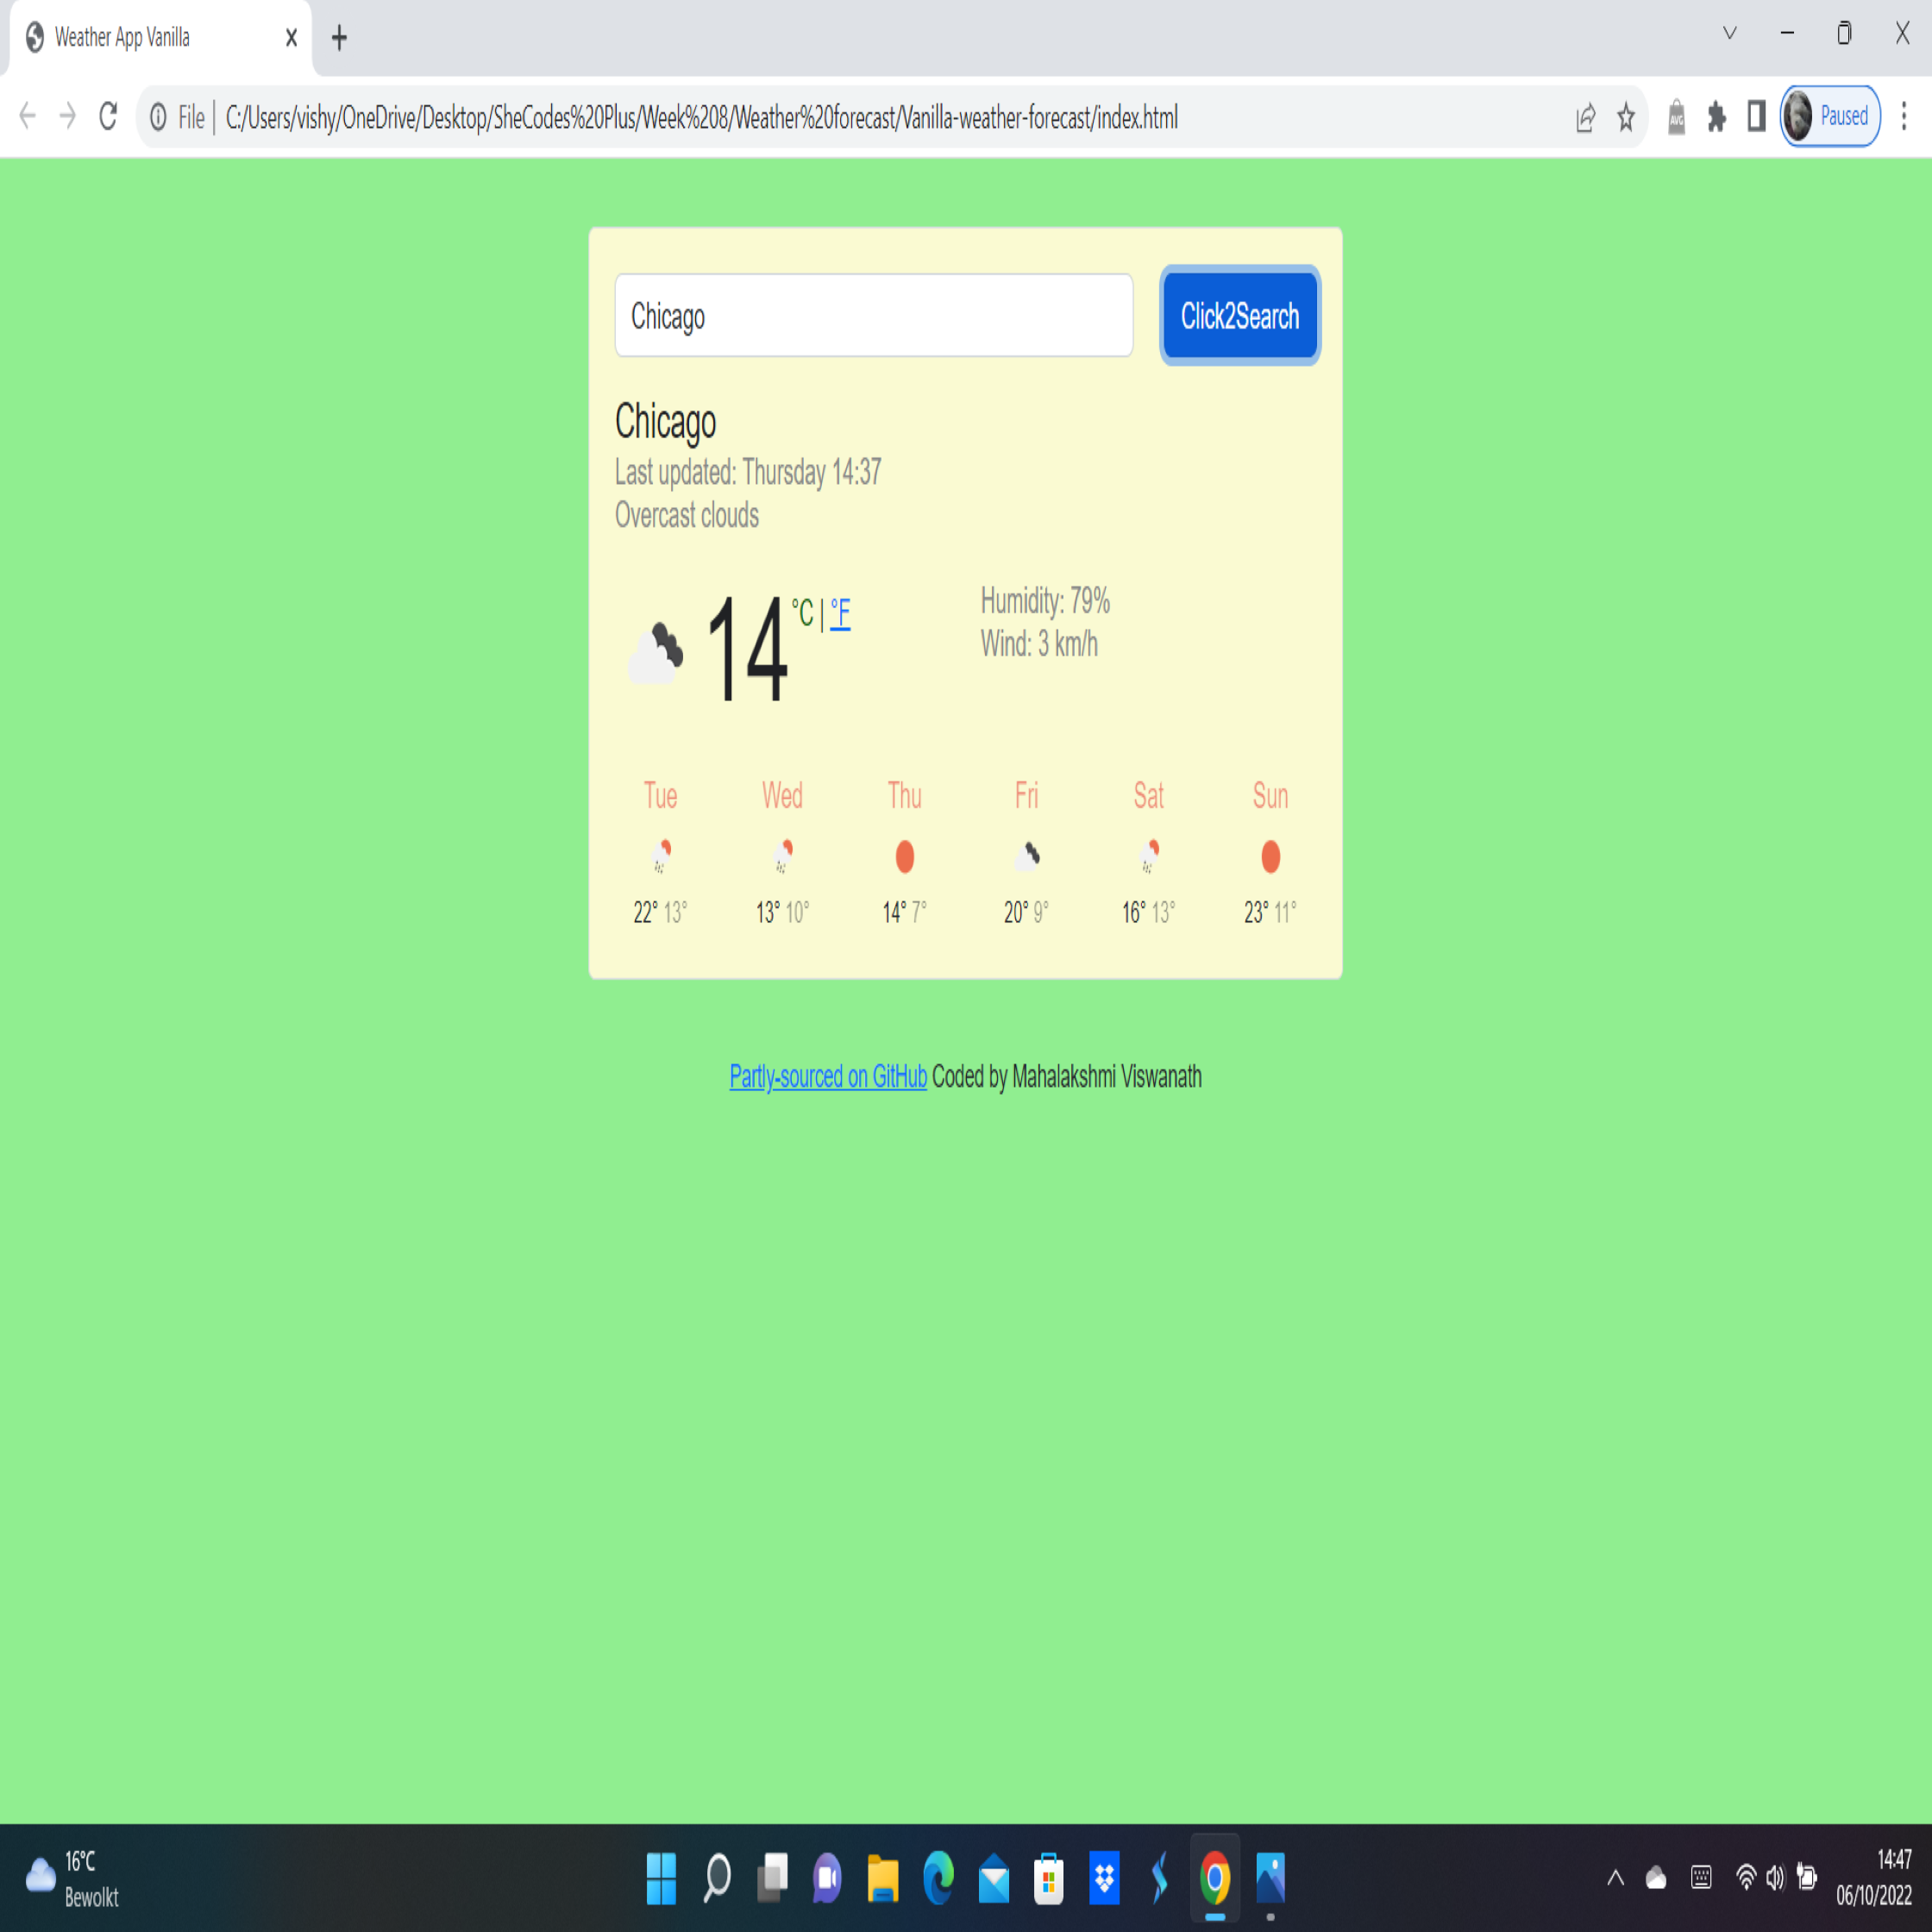 Weather App Vanilla
File | C:/Users/vishy/OneDrive/Desktop/SheCodes%20Plus/Week%208/Weather%20forecast/Vanilla-weather-forecast/index.html
AVG
Paused
Chicago
Click2Search
Chicago
Last updated: Thursday 14:37
Overcast clouds
14 °C | °F
Humidity: 79%
Wind: 3 km/h
Tue Wed Thu Fri Sat Sun
22° 13° 13° 10° 14° 7° 20° 9° 16° 13° 23° 11°
Partly-sourced on GitHub Coded by Mahalakshmi Viswanath
16°C
Bewolkt
14:47
06/10/2022